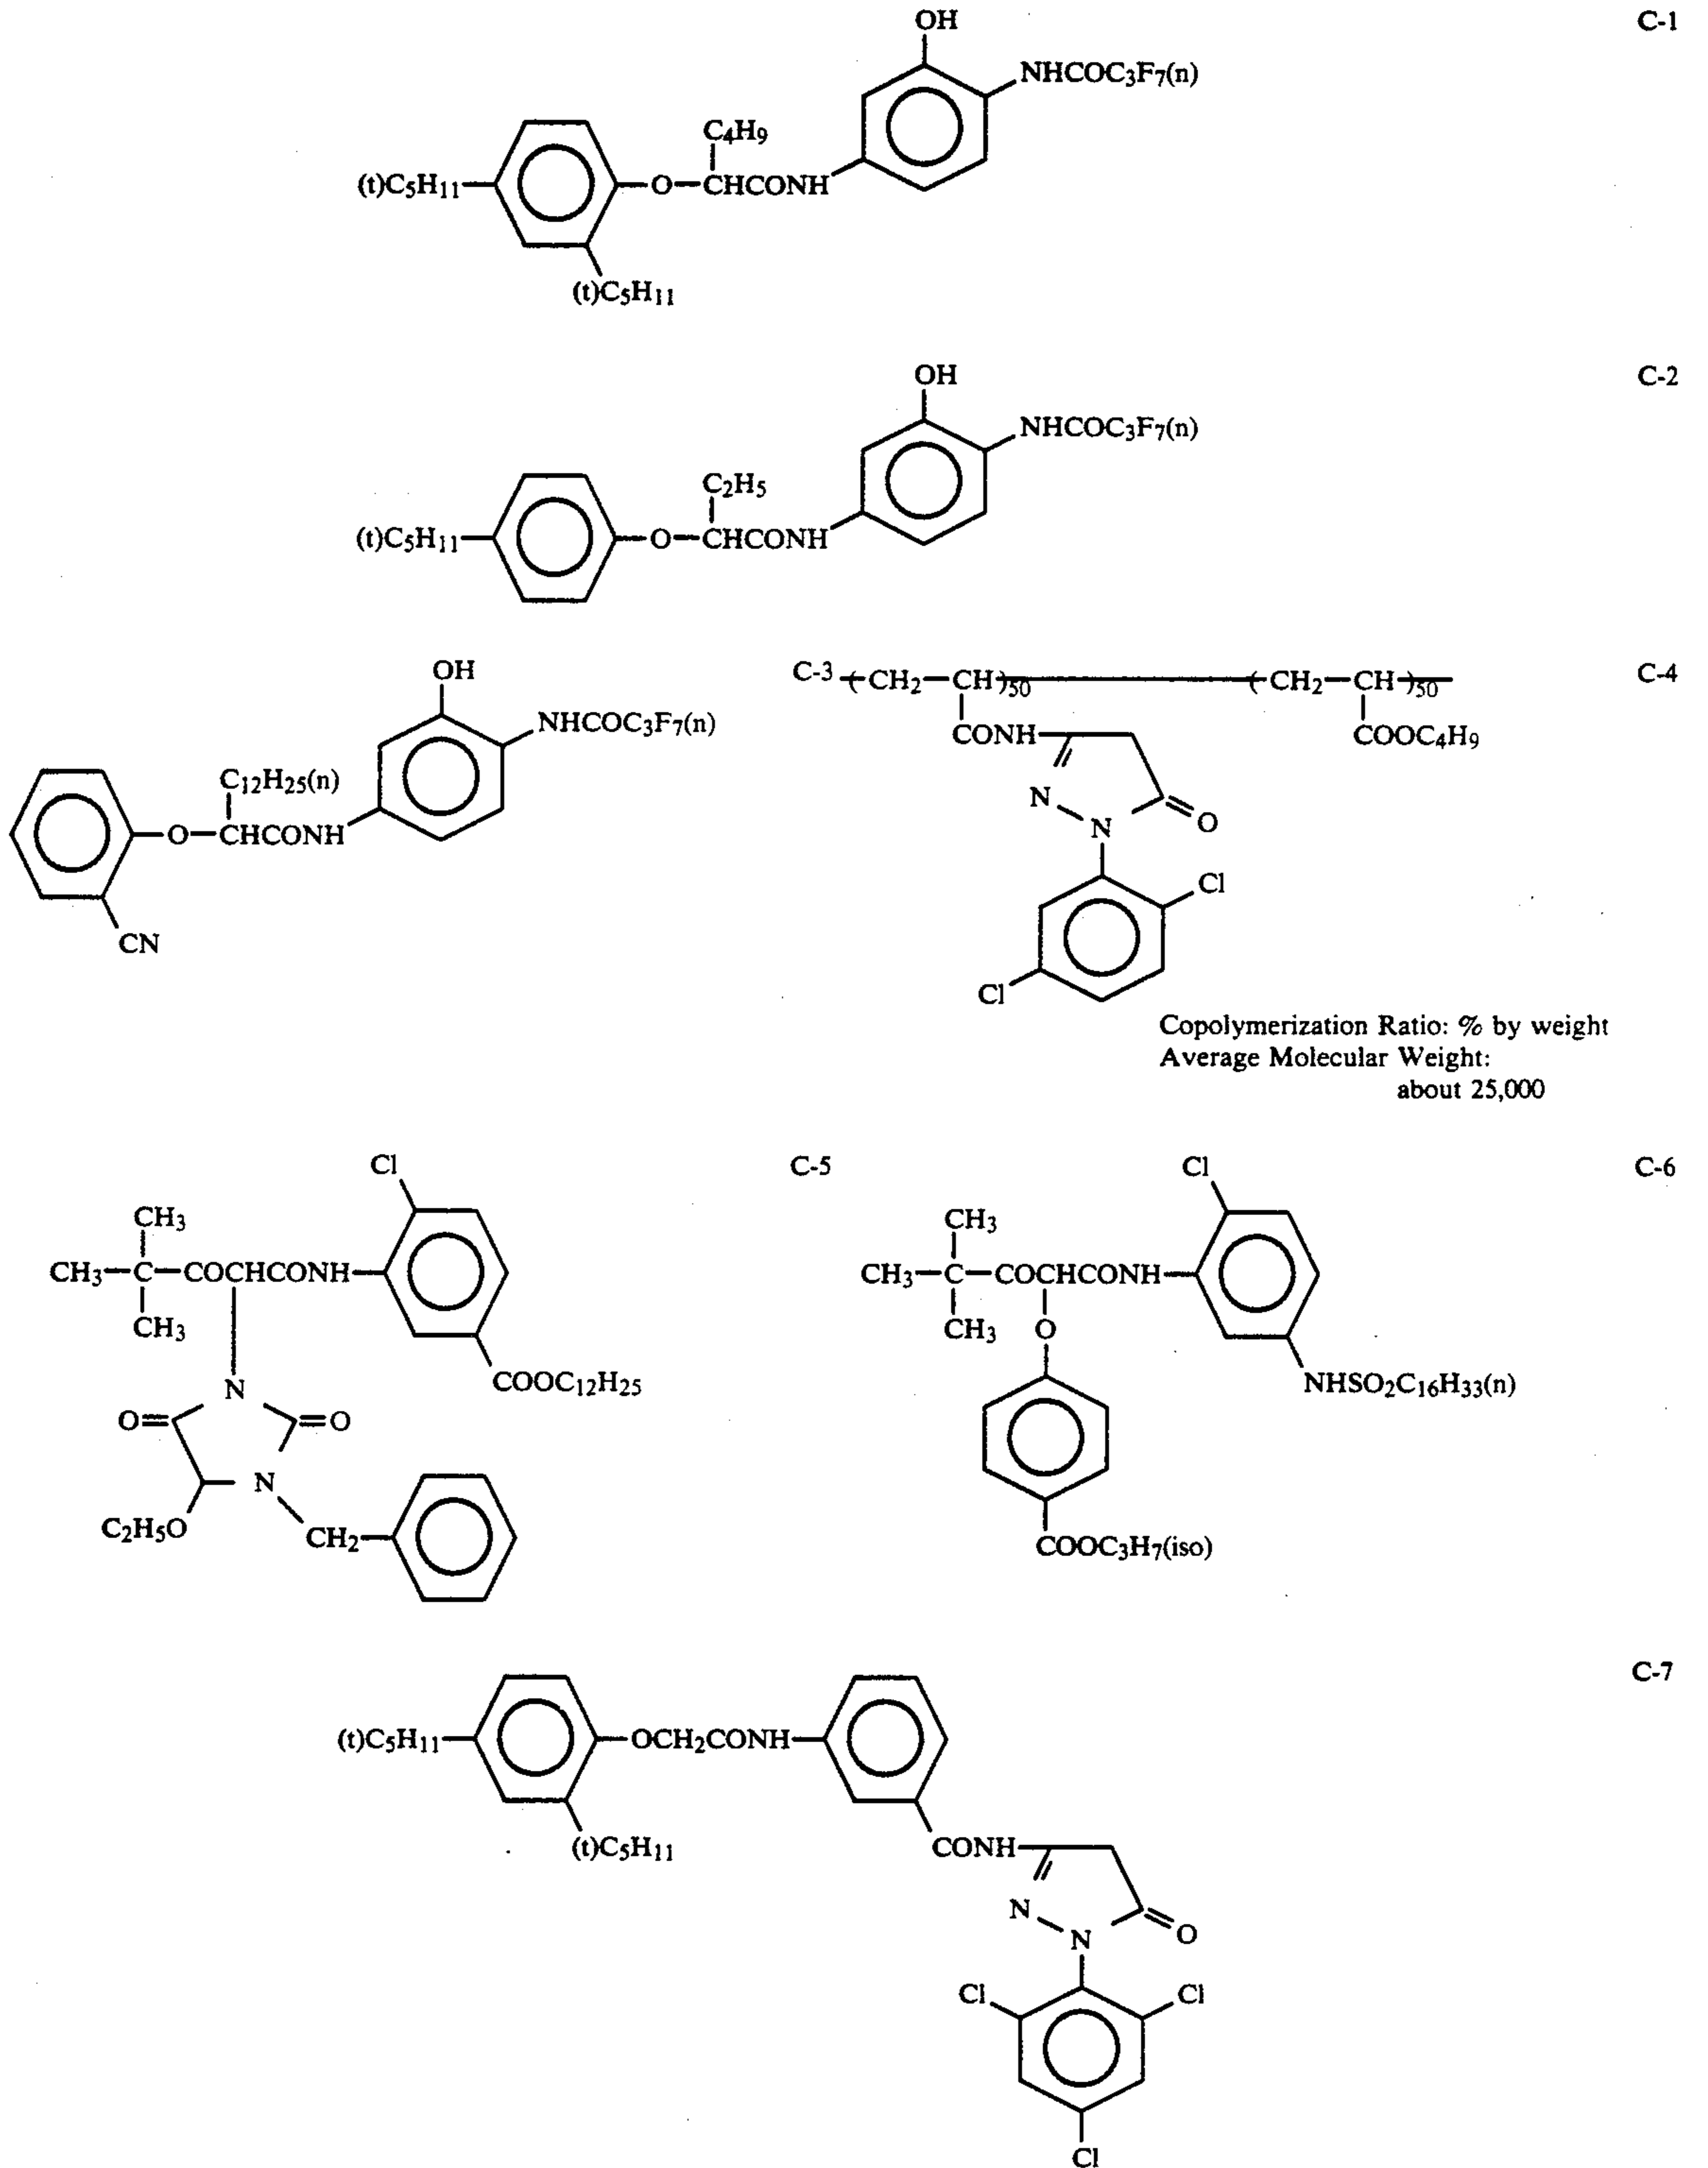 OH C-1
NHCOC3F7(n)
C4H9
(t)C5H11 O CHCONH
(t)C5H11
OH C-2
NHCOC3F7(n)
C2H5
(t)C5H11 O CHCONH
OH C-3 (CH2 CH)50 (CH2 CH)50 C-4
NHCOC3F7(n) CONH COOC4H9
C12H25(n)
N O
O CHCONH N
Cl
CN
Cl
Copolymerization Ratio: % by weight
Average Molecular Weight:
about 25,000
Cl C-5 Cl C-6
CH3 CH3
CH3 C COCHCONH CH3 C COCHCONH
CH3 CH3 O
N COOC12H25 NHSO2C16H33(n)
O O
N
C2H5O CH2 COOC3H7(iso)
C-7
(t)C5H11 OCH2CONH
(t)C5H11 CONH
N
N O
Cl Cl
Cl